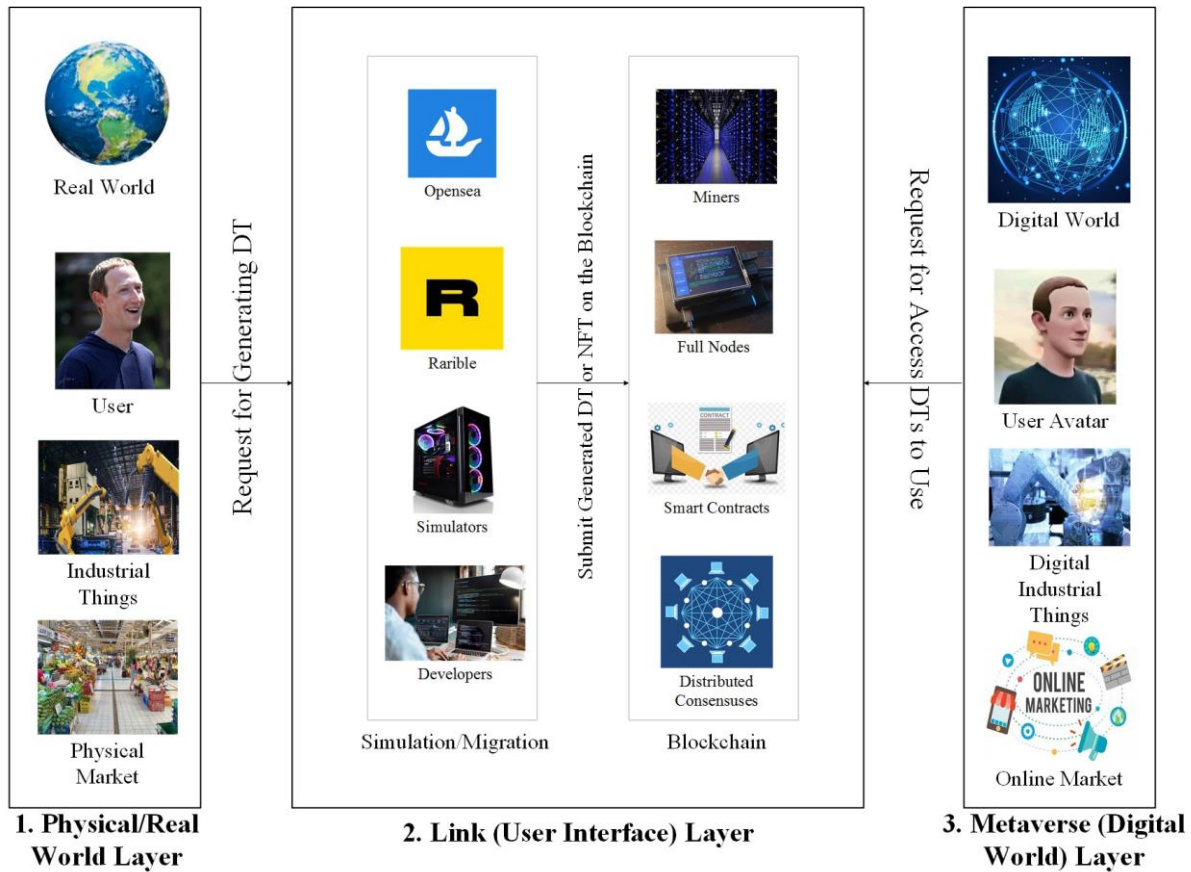 Real World
User
Industrial
Things
Physical
Market
1. Physical/Real
World Layer
Request for Generating DT
Opensea
R
Rarible
Simulators
Developers
Simulation/Migration
Submit Generated DT or NFT on the Blockchain
Miners
Full Nodes
CONTRACT
Smart Contracts
Distributed
Consensuses
Blockchain
2. Link (User Interface) Layer
Request for Access DTs to Use
Digital World
User Avatar
Digital
Industrial
Things
ONLINE
MARKETING
Online Market
3. Metaverse (Digital
World) Layer